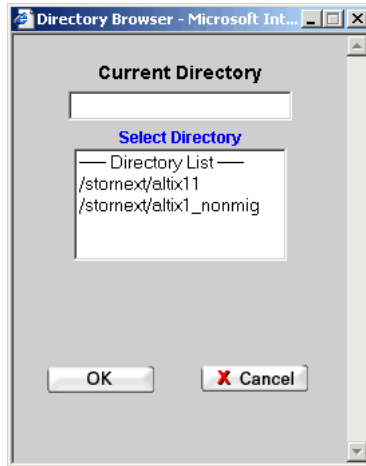 Directory Browser - Microsoft Int...
Current Directory
Select Directory
—— Directory List ——
/stornext/altix11
/stornext/altix1_nonmig
OK
X Cancel